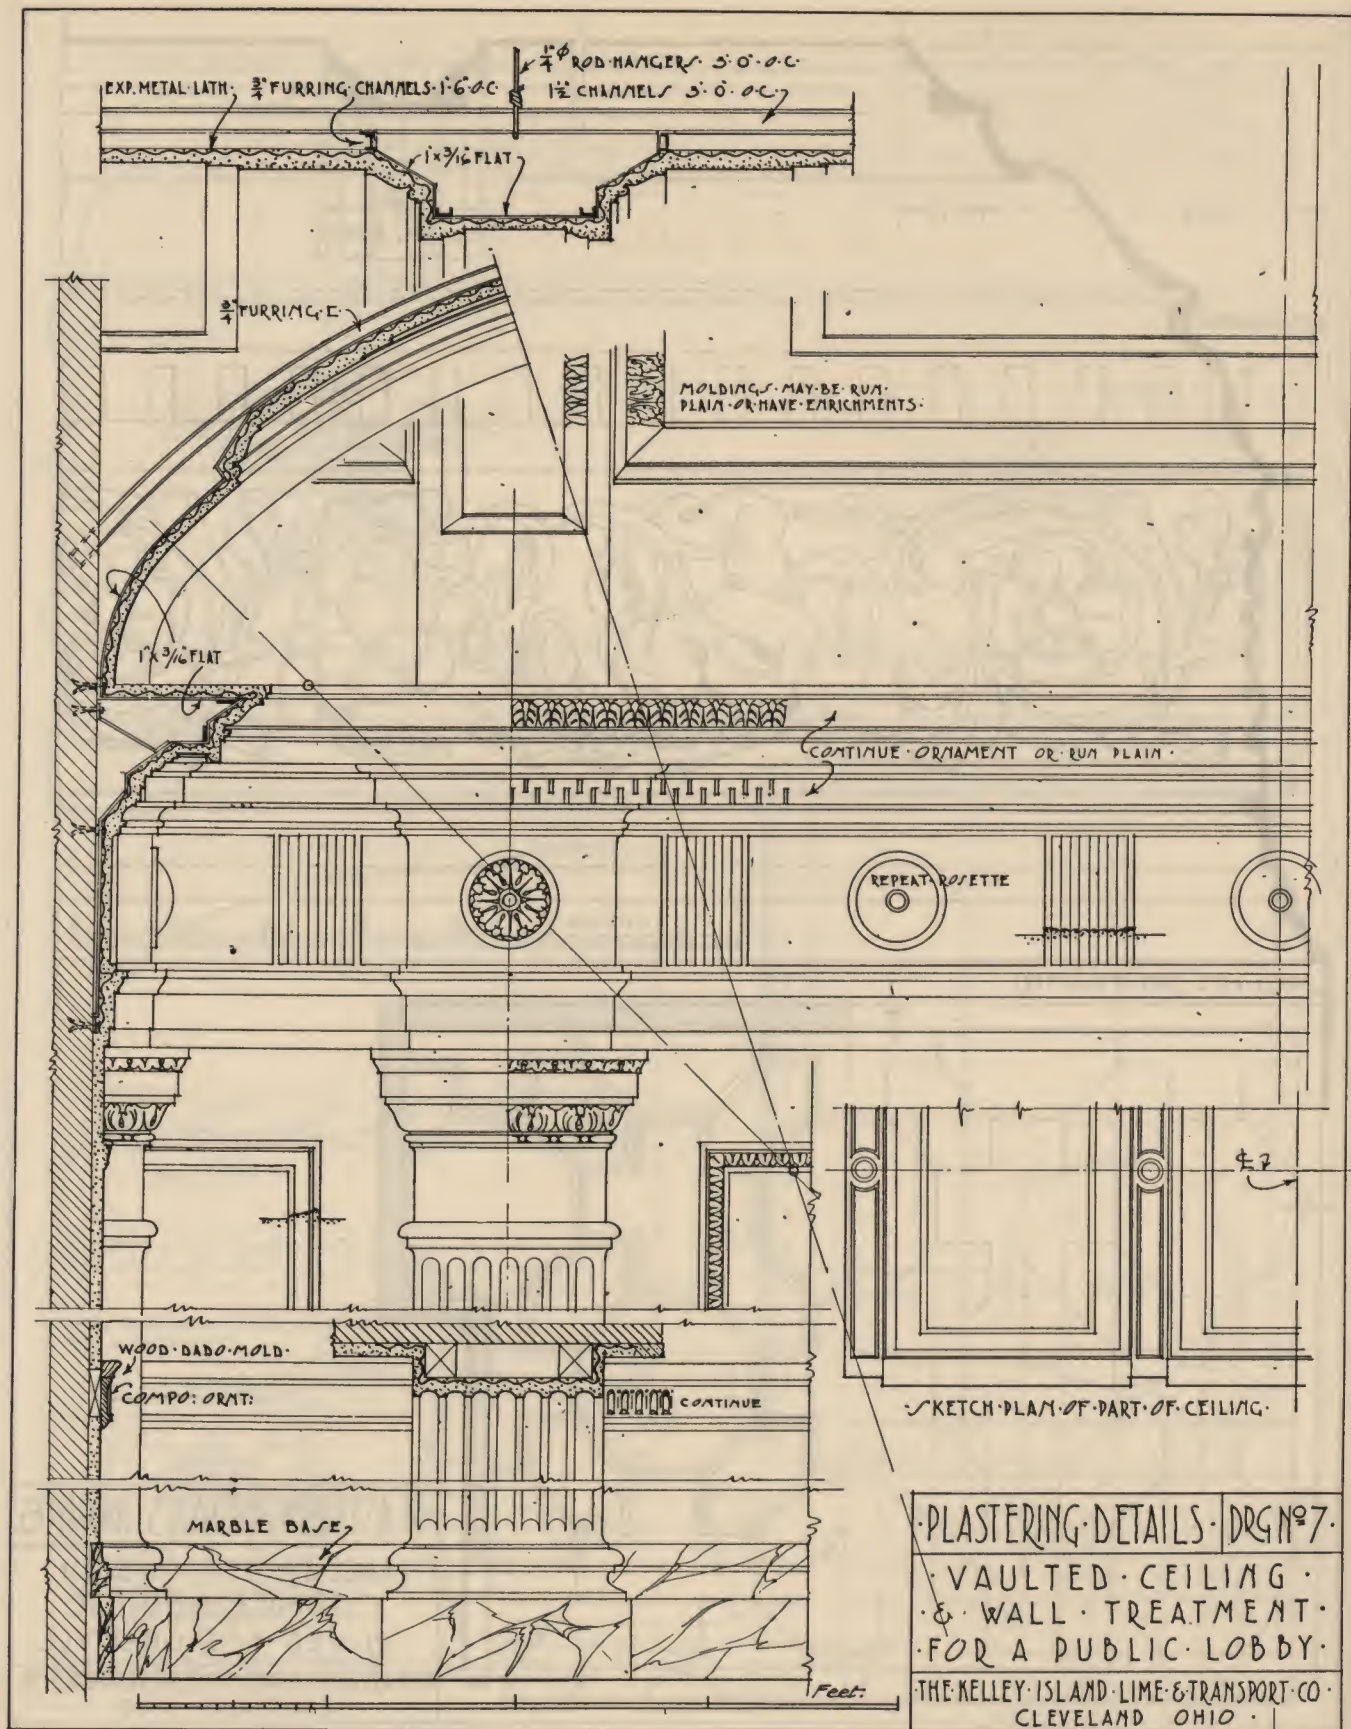 1/4"ϕ ROD·HANGERS· 3'·0"·O·C·
EXP. METAL·LATH· 3/4" FURRING·CHANNELS·1'·6"·O·C· 1 1/2" CHANNELS 3'·0"·O·C·
1"x3/16" FLAT
3/4" FURRING·[·
MOLDINGS·MAY·BE·RUN·
PLAIN·OR·HAVE·ENRICHMENTS·
1"x3/16" FLAT
CONTINUE·ORNAMENT OR·RUN PLAIN·
REPEAT·ROSETTE
℄
WOOD·DADO·MOLD·
COMPO: ORNT:
CONTINUE
·SKETCH·PLAN·OF·PART·OF·CEILING·
MARBLE BASE
·PLASTERING·DETAILS· DRG Nº 7·
·VAULTED·CEILING·
·&·WALL·TREATMENT·
·FOR A PUBLIC·LOBBY·
·THE·KELLEY·ISLAND·LIME·&·TRANSPORT·CO·
CLEVELAND OHIO·
Feet: